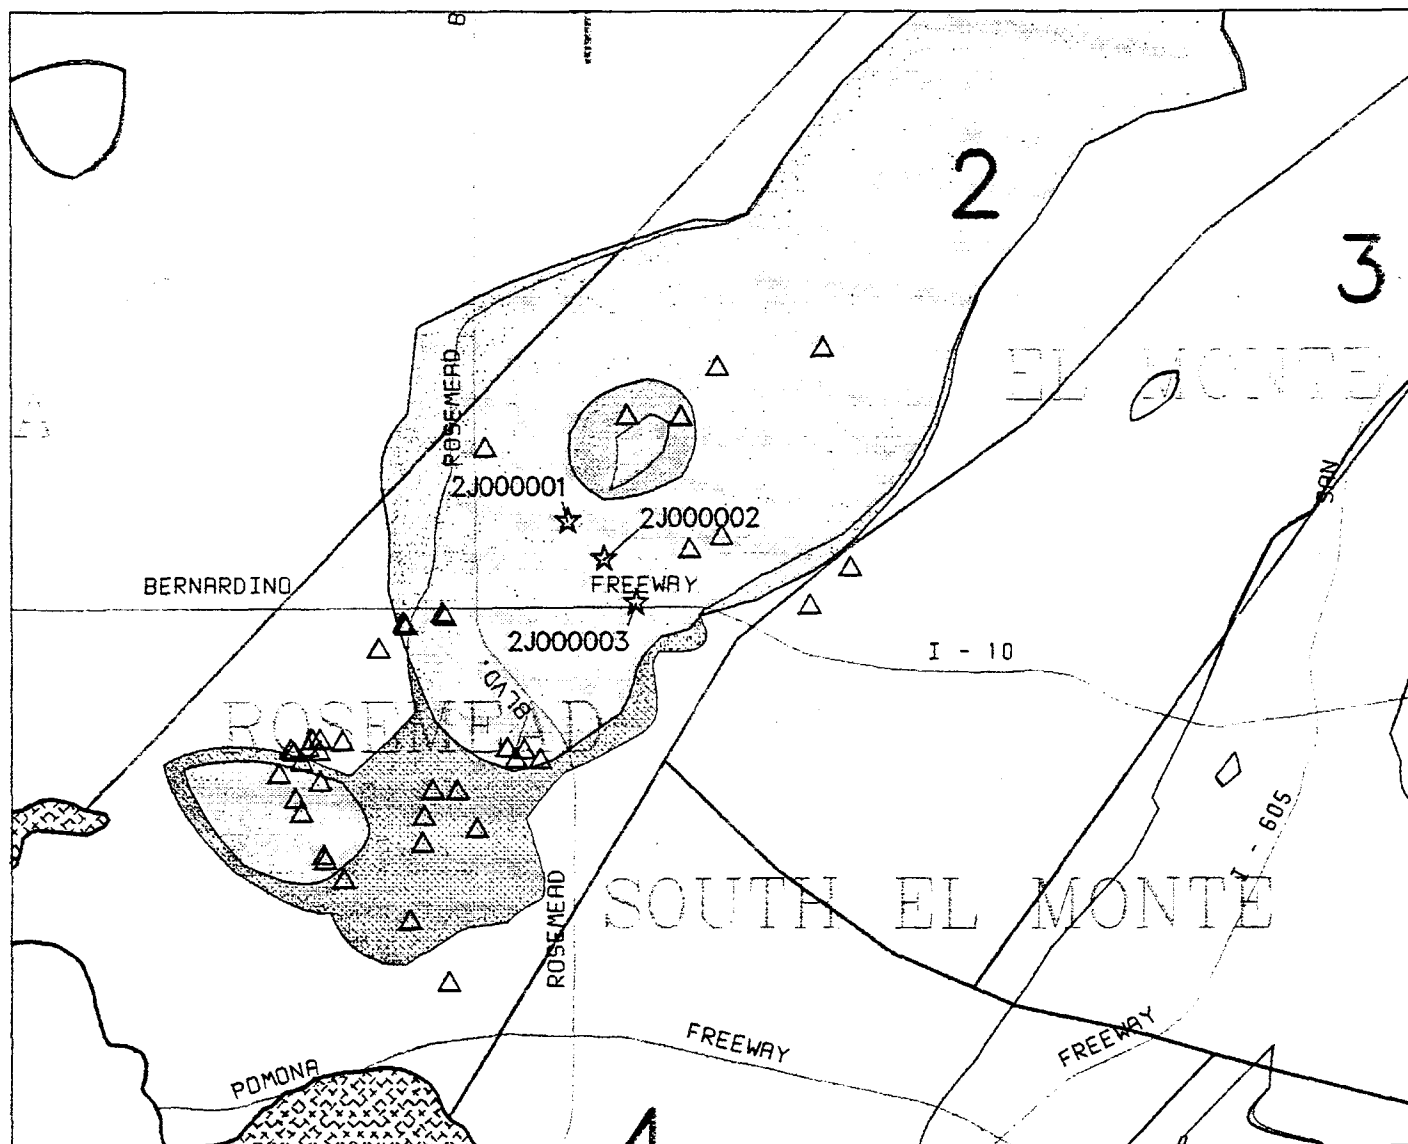 B
2
3
EL MONTE
A
ROSEMEAD
2J000001
SAN
2J000002
BERNARDINO
FREEWAY
2J000003
I - 10
BLVD.
ROSEMEAD
I - 605
SOUTH EL MONTE
ROSEMEAD
FREEWAY
FREEWAY
POMONA